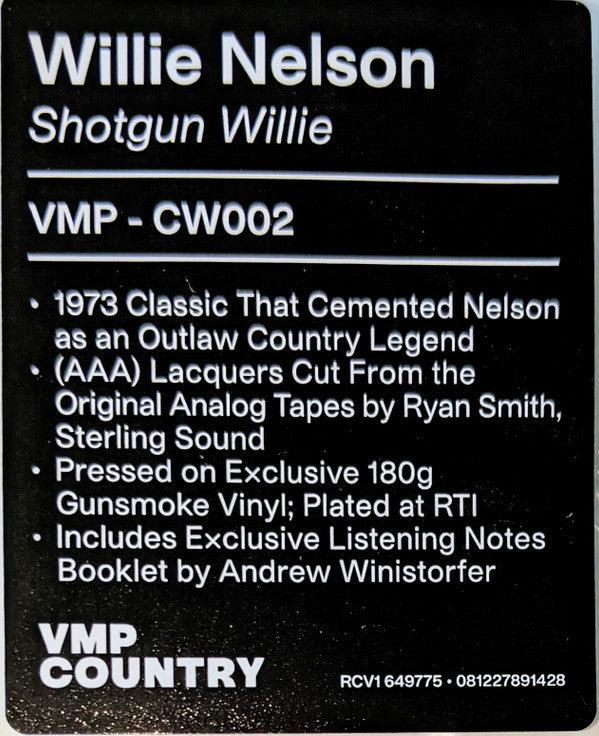 Willie Nelson
Shotgun Willie
VMP - CW002
• 1973 Classic That Cemented Nelson
as an Outlaw Country Legend
• (AAA) Lacquers Cut From the
Original Analog Tapes by Ryan Smith,
Sterling Sound
• Pressed on Exclusive 180g
Gunsmoke Vinyl; Plated at RTI
• Includes Exclusive Listening Notes
Booklet by Andrew Winistorfer
VMP
COUNTRY
RCV1 649775 • 081227891428